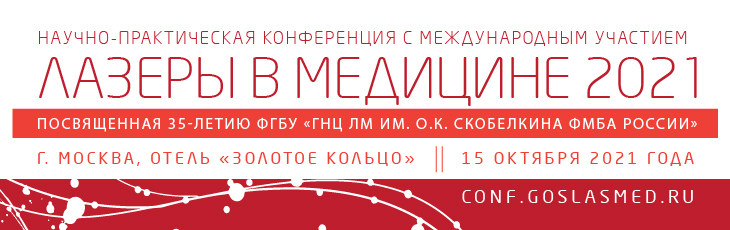 НАУЧНО-ПРАКТИЧЕСКАЯ КОНФЕРЕНЦИЯ С МЕЖДУНАРОДНЫМ УЧАСТИЕМ
ЛАЗЕРЫ В МЕДИЦИНЕ 2021
ПОСВЯЩЕННАЯ 35-ЛЕТИЮ ФГБУ «ГНЦ ЛМ ИМ. О.К. СКОБЕЛКИНА ФМБА РОССИИ»
Г. МОСКВА, ОТЕЛЬ «ЗОЛОТОЕ КОЛЬЦО» || 15 ОКТЯБРЯ 2021 ГОДА
CONF.GOSLASMED.RU